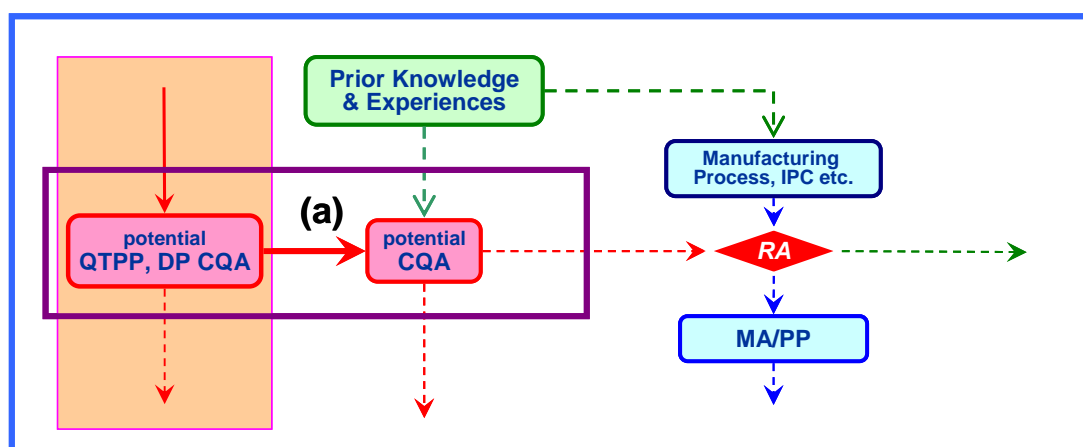 Prior Knowledge
& Experiences
Manufacturing
Process, IPC etc.
(a)
potential
QTPP, DP CQA
potential
CQA
RA
MA/PP